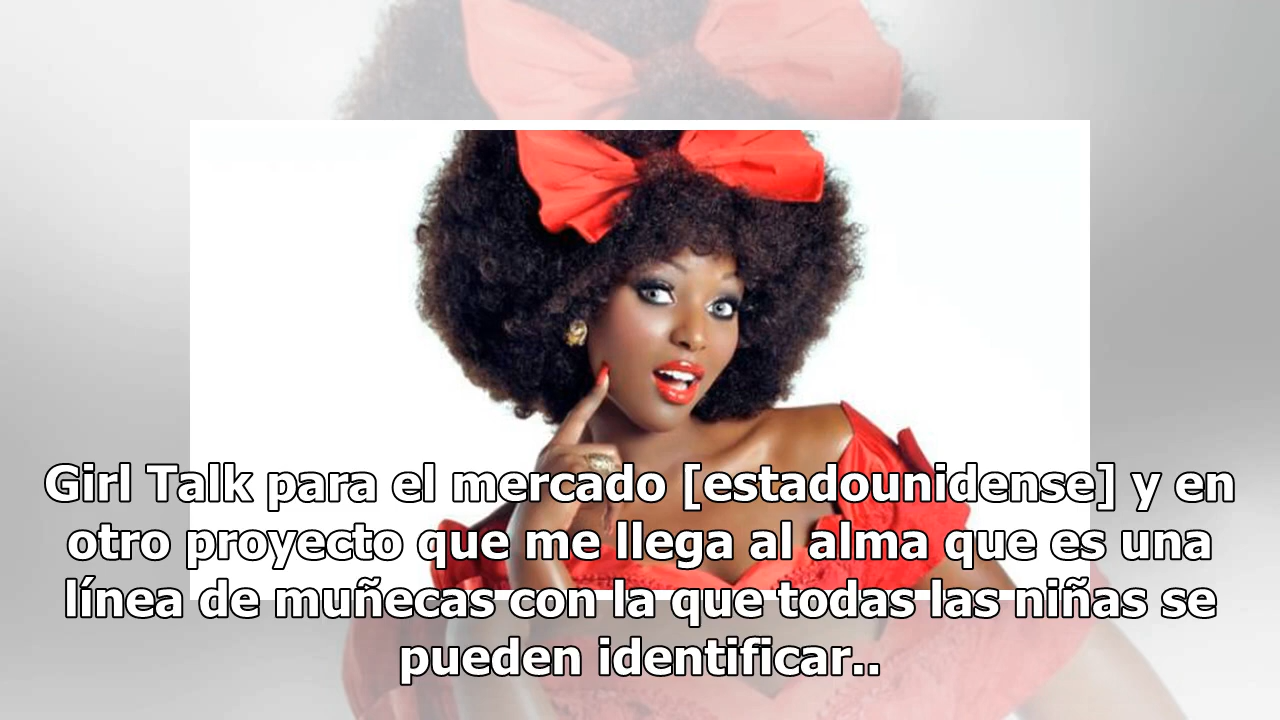 Girl Talk para el mercado [estadounidense] y en
otro proyecto que me llega al alma que es una
línea de muñecas con la que todas las niñas se
pueden identificar..